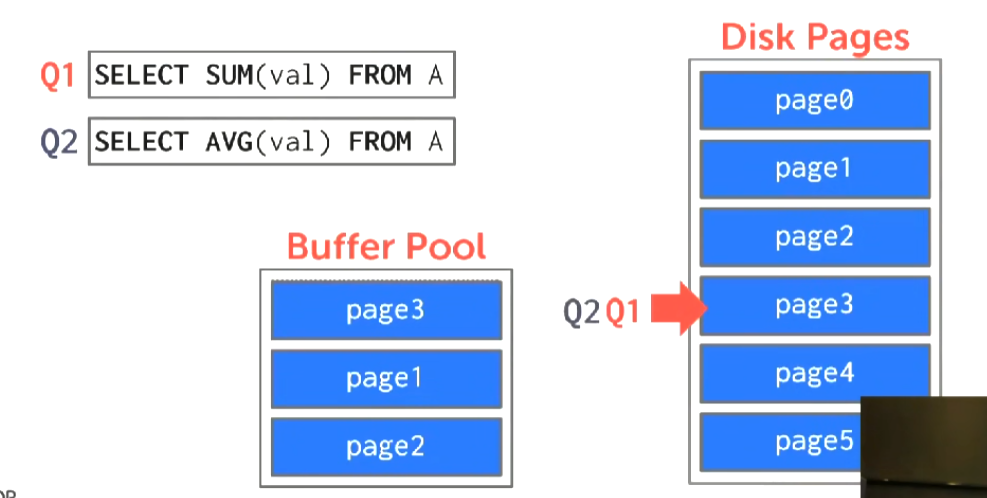 Q1 SELECT SUM(val) FROM A
Q2 SELECT AVG(val) FROM A
Buffer Pool
page3
page1
page2
Disk Pages
page0
page1
page2
Q2 Q1 page3
page4
page5